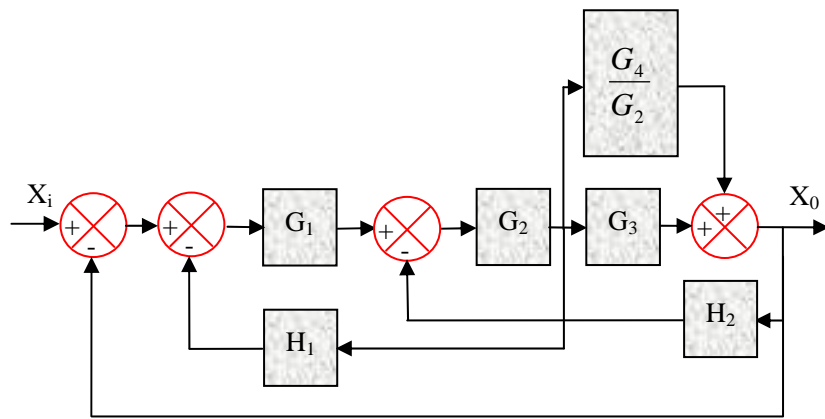 G₄
G₂
Xᵢ
X₀
+
-
+
-
G₁
+
-
G₂
G₃
+
+
H₁
H₂